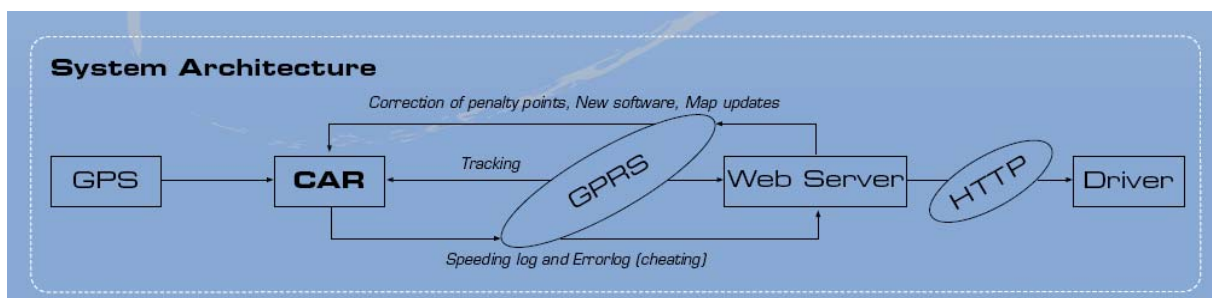 System Architecture
Correction of penalty points, New software, Map updates
GPS
CAR
Tracking
GPRS
Web Server
HTTP
Driver
Speeding log and Errorlog (cheating)